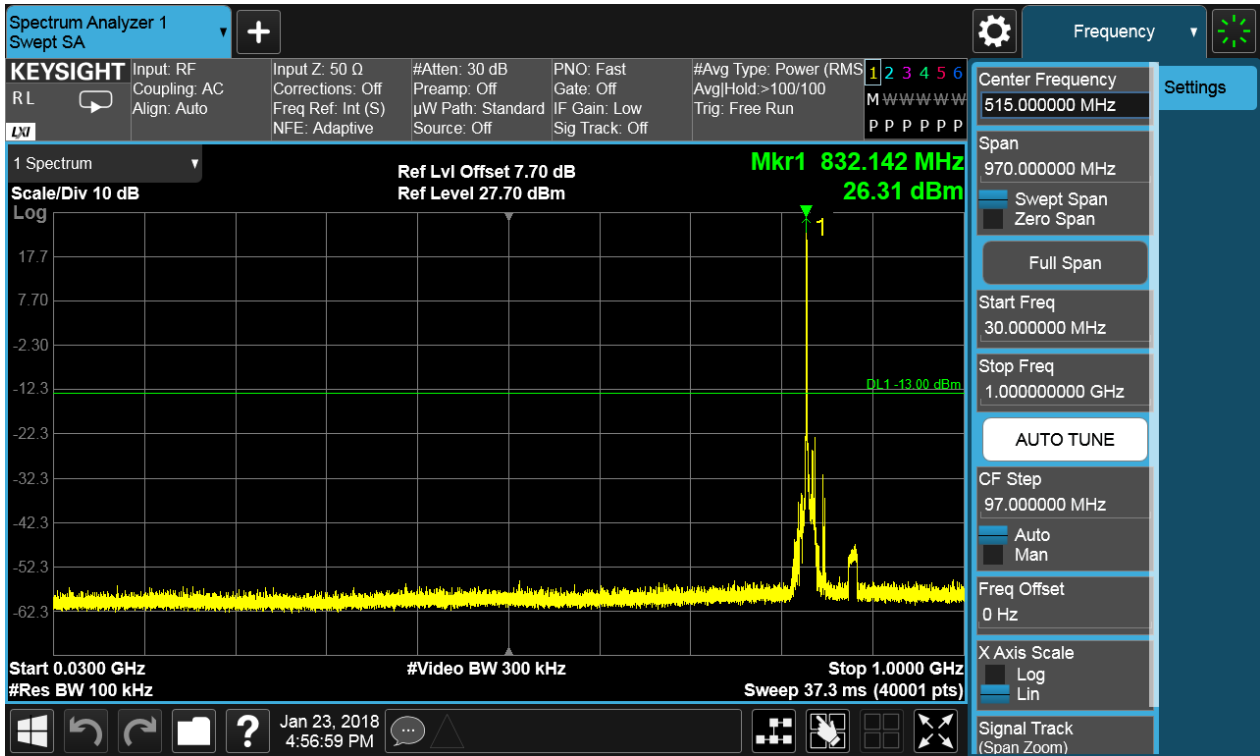 Spectrum Analyzer 1
Swept SA
+
Frequency
KEYSIGHT
R L
LXI
Input: RF
Coupling: AC
Align: Auto
Input Z: 50 Ω
Corrections: Off
Freq Ref: Int (S)
NFE: Adaptive
#Atten: 30 dB
Preamp: Off
µW Path: Standard
Source: Off
PNO: Fast
Gate: Off
IF Gain: Low
Sig Track: Off
#Avg Type: Power (RMS
Avg|Hold:>100/100
Trig: Free Run
1 2 3 4 5 6
M W W W W W
P P P P P P
1 Spectrum
Scale/Div 10 dB
Ref Lvl Offset 7.70 dB
Ref Level 27.70 dBm
Mkr1 832.142 MHz
26.31 dBm
Log
1
17.7
7.70
-2.30
-12.3
DL1 -13.00 dBm
-22.3
-32.3
-42.3
-52.3
-62.3
Start 0.0300 GHz
#Video BW 300 kHz
Stop 1.0000 GHz
#Res BW 100 kHz
Sweep 37.3 ms (40001 pts)
Center Frequency
515.000000 MHz
Span
970.000000 MHz
Swept Span
Zero Span
Full Span
Start Freq
30.000000 MHz
Stop Freq
1.000000000 GHz
AUTO TUNE
CF Step
97.000000 MHz
Auto
Man
Freq Offset
0 Hz
X Axis Scale
Log
Lin
Signal Track
(Span Zoom)
Settings
?
Jan 23, 2018
4:56:59 PM